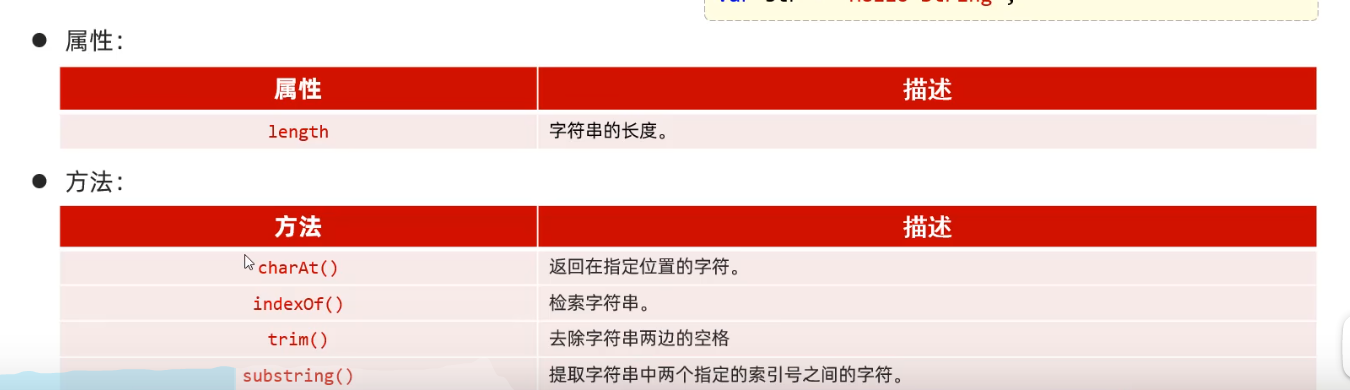 属性：
属性 描述
length 字符串的长度。
方法：
方法 描述
charAt() 返回在指定位置的字符。
indexOf() 检索字符串。
trim() 去除字符串两边的空格
substring() 提取字符串中两个指定的索引号之间的字符。